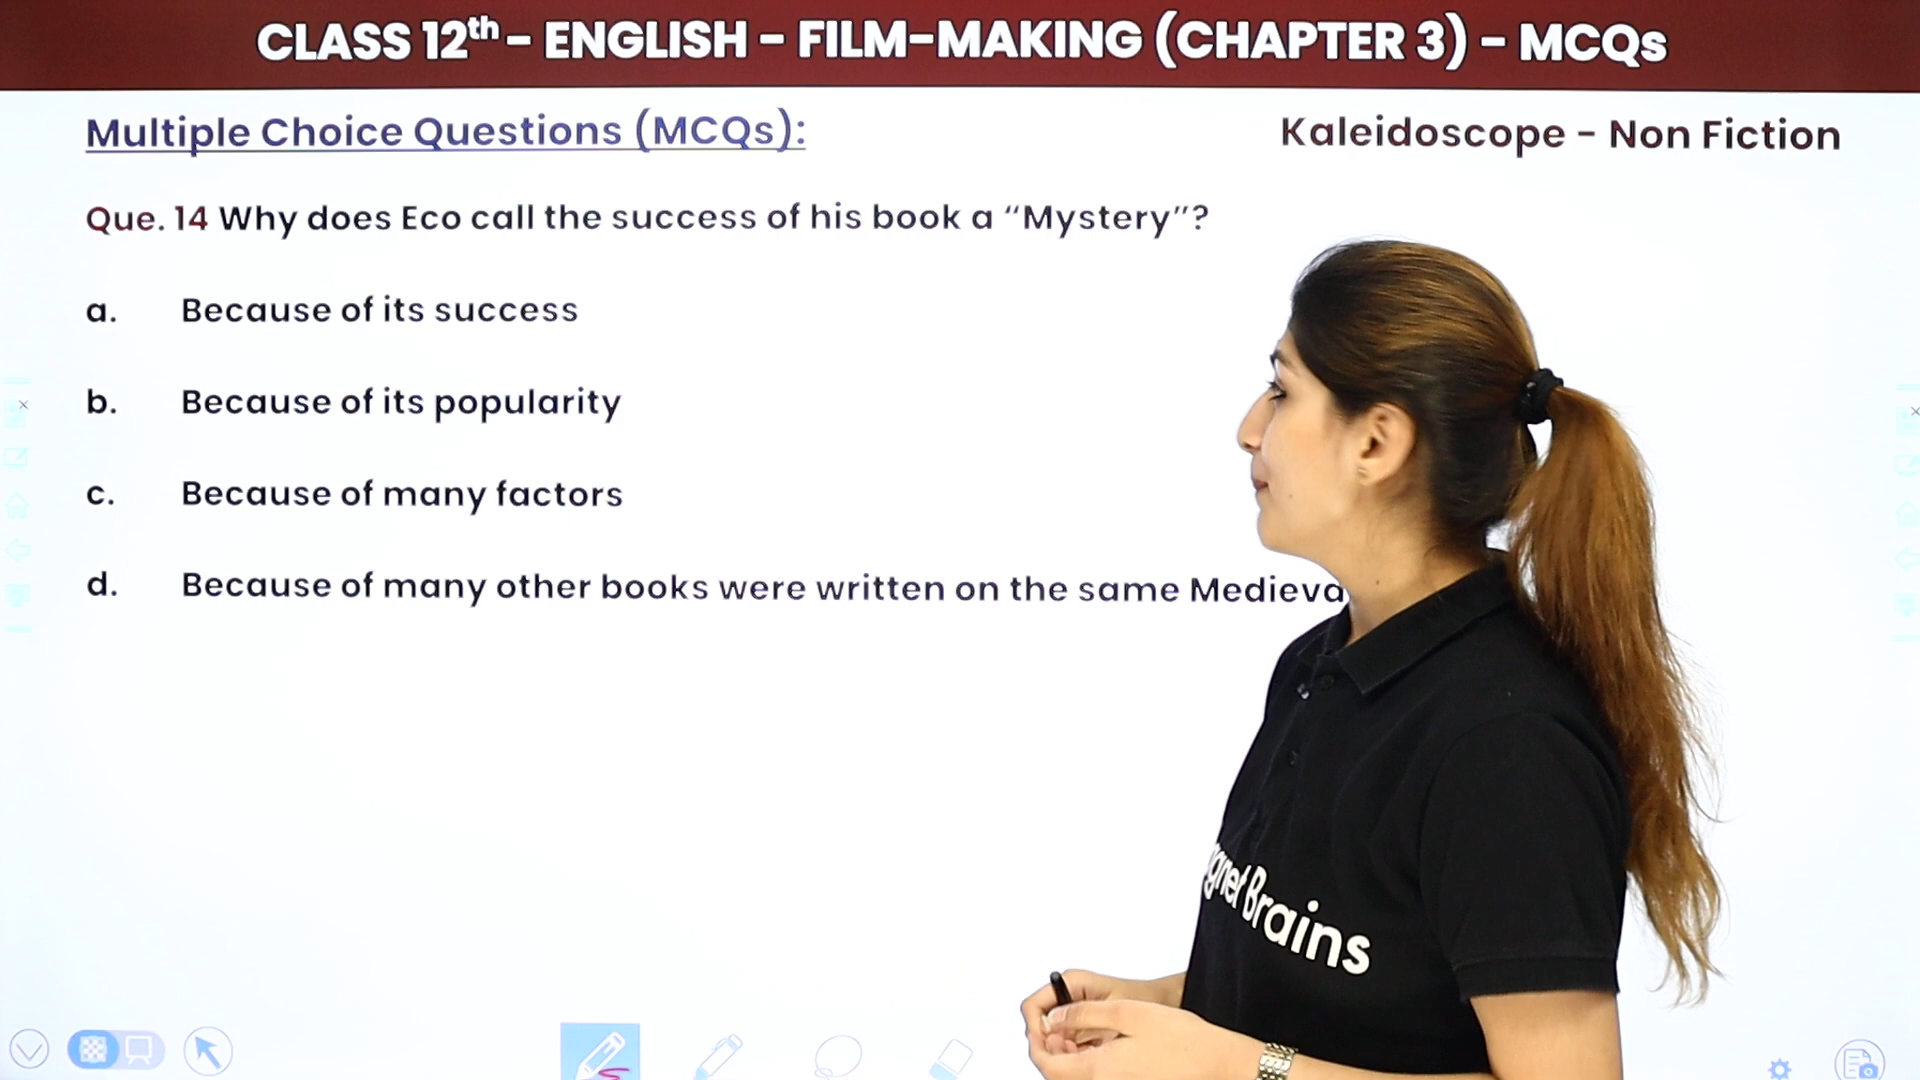 CLASS 12th - ENGLISH - FILM-MAKING (CHAPTER 3) - MCQs
Multiple Choice Questions (MCQs):
Kaleidoscope - Non Fiction
Que. 14 Why does Eco call the success of his book a "Mystery"?
a. Because of its success
b. Because of its popularity
c. Because of many factors
d. Because of many other books were written on the same
Brains